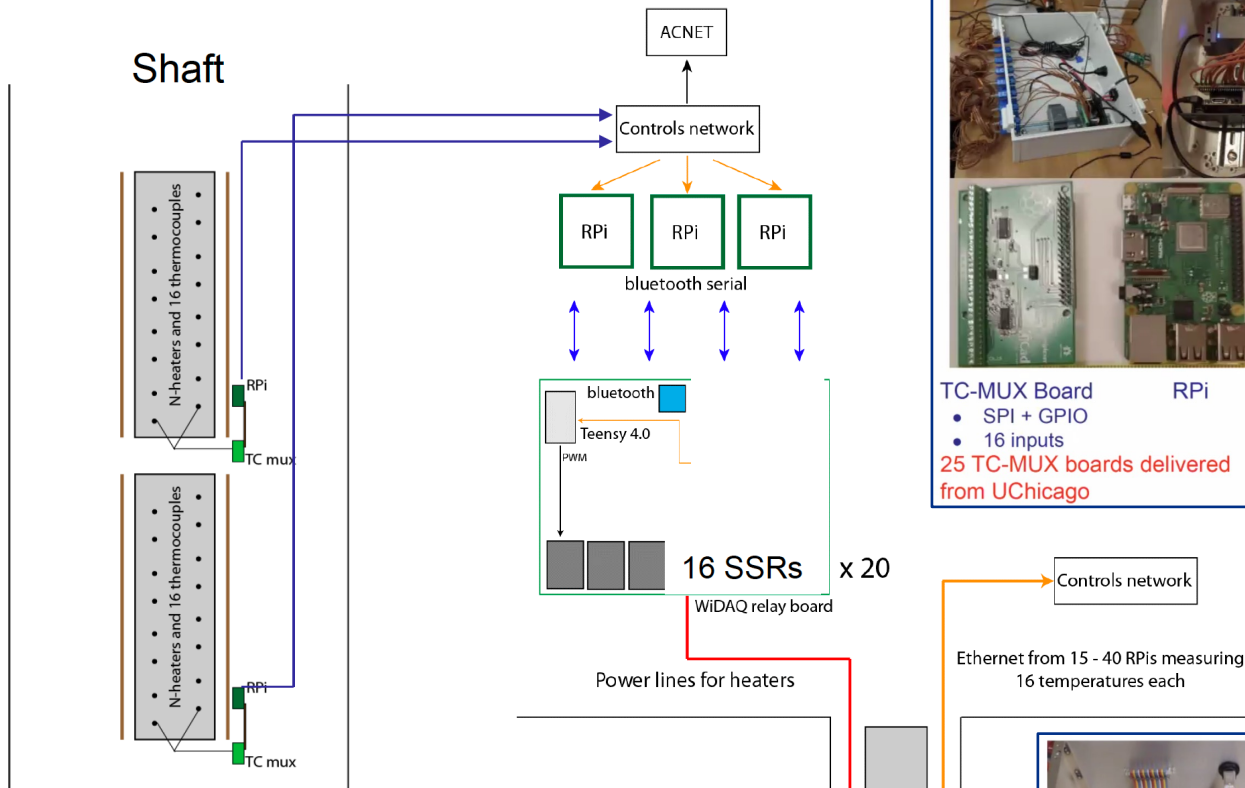 Shaft
ACNET
Controls network
RPi
RPi
RPi
bluetooth serial
N-heaters and 16 thermocouples
RPi
TC mux
bluetooth
Teensy 4.0
PWM
16 SSRs
x 20
WiDAQ relay board
Power lines for heaters
N-heaters and 16 thermocouples
RPi
TC mux
TC-MUX Board
RPi
• SPI + GPIO
• 16 inputs
25 TC-MUX boards delivered
from UChicago
Controls network
Ethernet from 15 - 40 RPis measuring
16 temperatures each